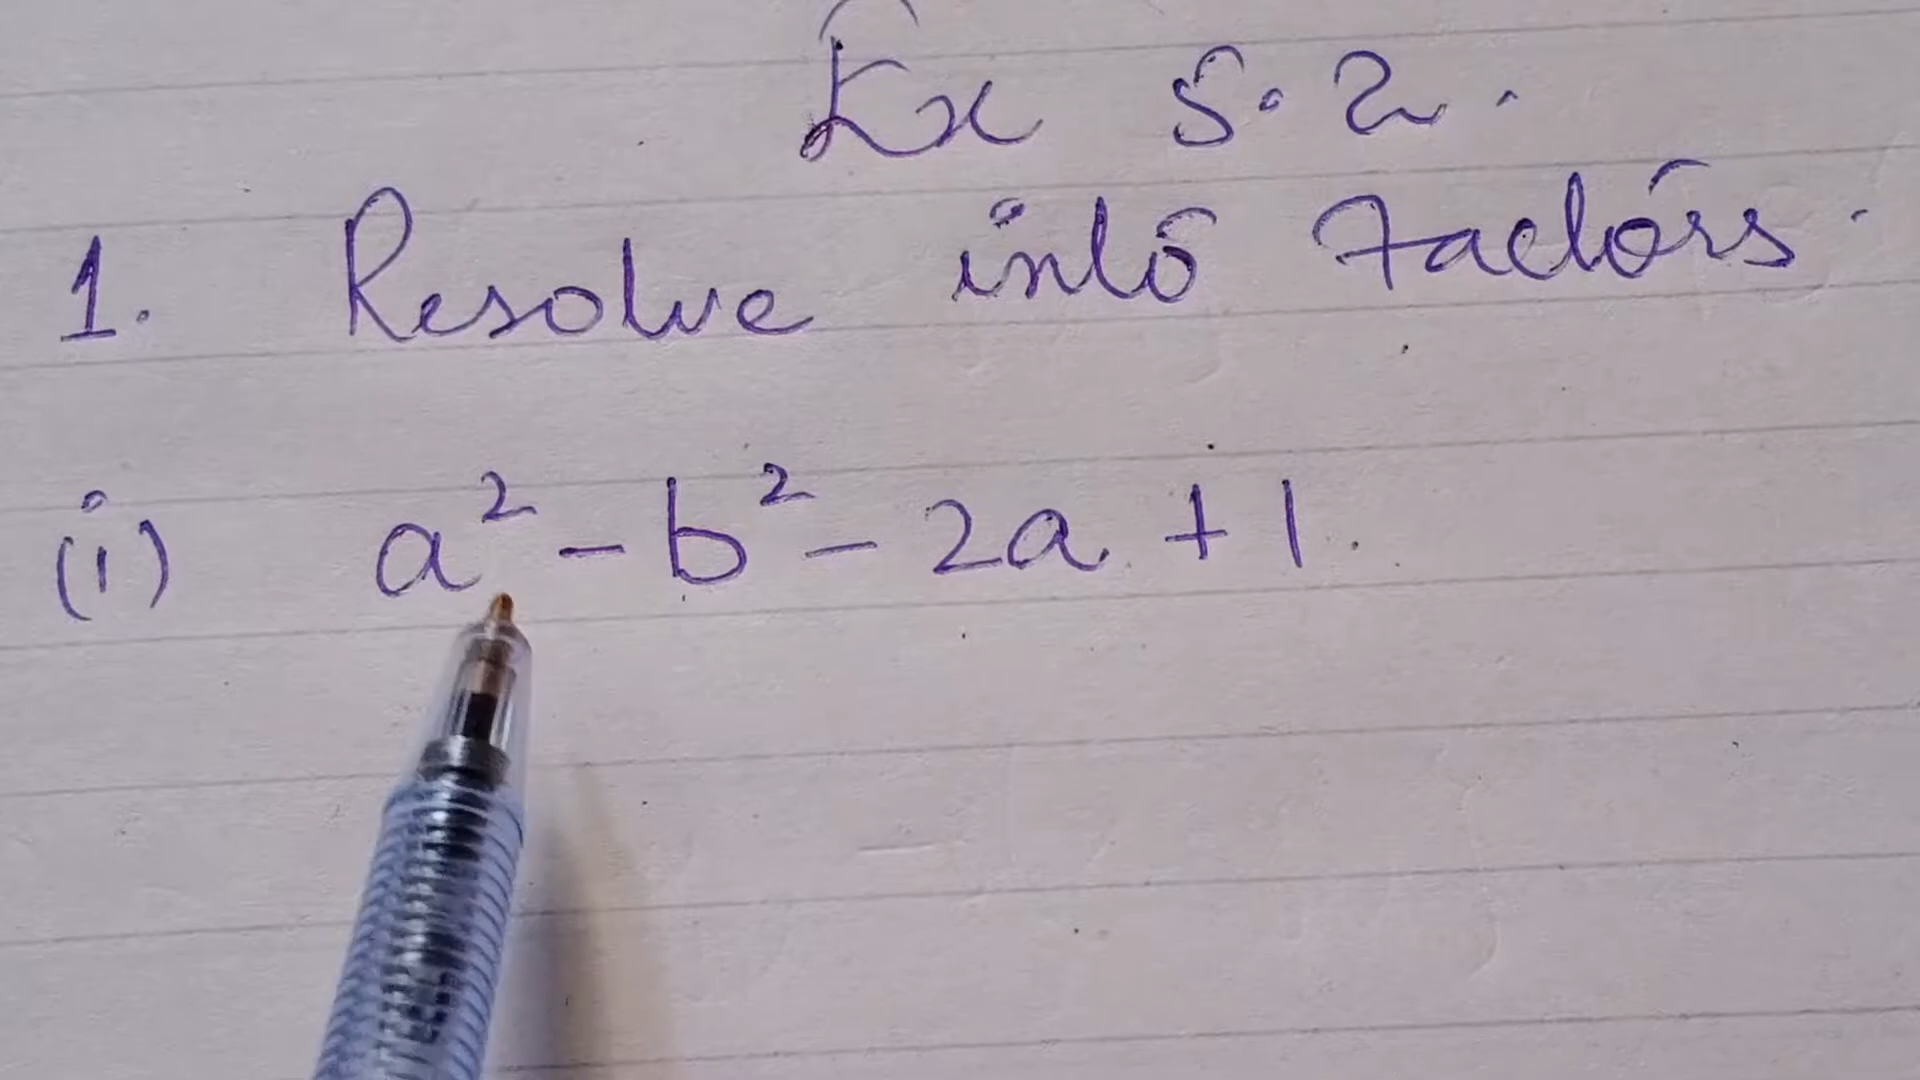 Ex 5.2.
1. Resolve into Factors.
(i) a² - b² - 2a + 1.